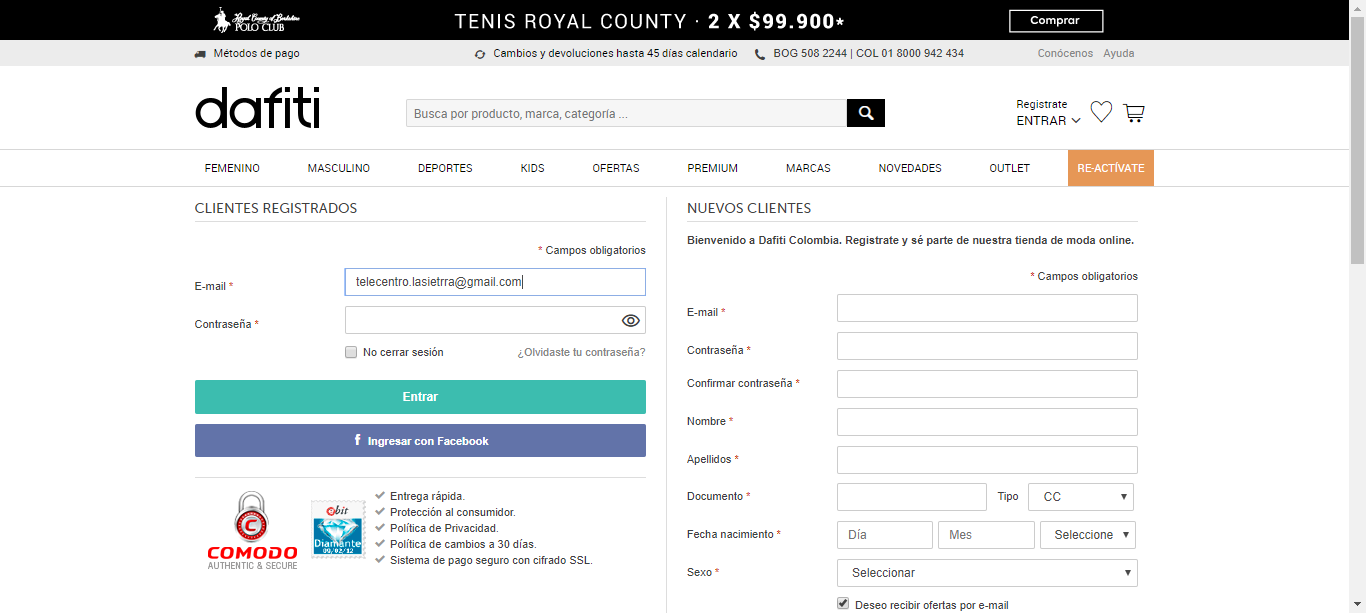 Royal County of Berkshire
POLO CLUB
TENIS ROYAL COUNTY · 2 X $99.900*
Comprar
Métodos de pago
Cambios y devoluciones hasta 45 días calendario
BOG 508 2244 | COL 01 8000 942 434
Conócenos Ayuda
dafiti
Busca por producto, marca, categoría ...
Registrate
ENTRAR
FEMENINO MASCULINO DEPORTES KIDS OFERTAS PREMIUM MARCAS NOVEDADES OUTLET RE-ACTÍVATE
CLIENTES REGISTRADOS
* Campos obligatorios
E-mail * telecentro.lasietrra@gmail.com
Contraseña *
No cerrar sesión ¿Olvidaste tu contraseña?
Entrar
f Ingresar con Facebook
C
COMODO
AUTHENTIC & SECURE
ebit
Diamante
09/02/12
Entrega rápida.
Protección al consumidor.
Política de Privacidad.
Política de cambios a 30 días.
Sistema de pago seguro con cifrado SSL.
NUEVOS CLIENTES
Bienvenido a Dafiti Colombia. Registrate y sé parte de nuestra tienda de moda online.
* Campos obligatorios
E-mail *
Contraseña *
Confirmar contraseña *
Nombre *
Apellidos *
Documento * Tipo CC
Fecha nacimiento * Día Mes Seleccione
Sexo * Seleccionar
Deseo recibir ofertas por e-mail